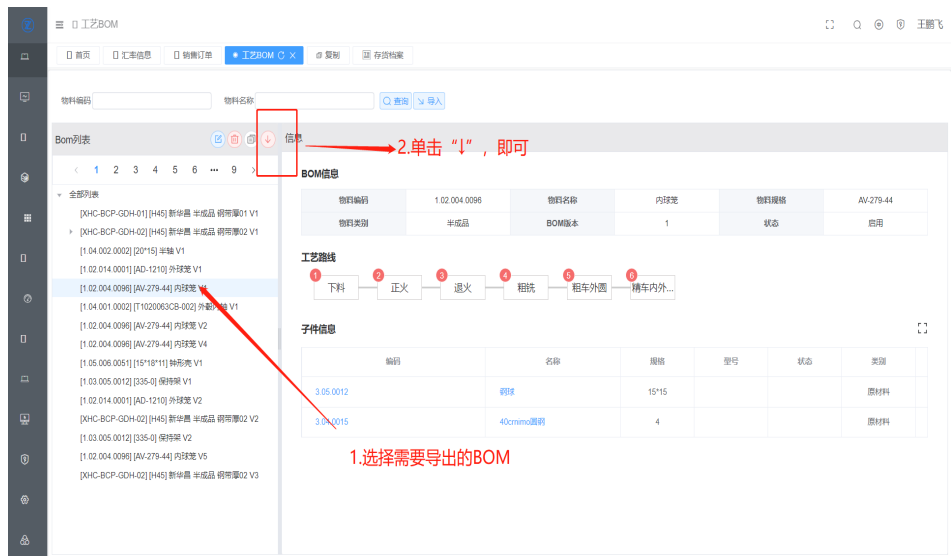 工艺BOM
王鹏飞
首页 汇率信息 销售订单 工艺BOM 复制 存货档案
物料编码 物料名称 查询 导入
Bom列表
信息
2.单击“↓”，即可
< 1 2 3 4 5 6 ••• 9 >
全部列表
[XHC-BCP-GDH-01] [H45] 新华昌 半成品 钢带厚01 V1
[XHC-BCP-GDH-02] [H45] 新华昌 半成品 钢带厚02 V1
[1.04.002.0002] [20*15] 半轴 V1
[1.02.014.0001] [AD-1210] 外球笼 V1
[1.02.004.0096] [AV-279-44] 内球笼 V1
[1.04.001.0002] [T1020063CB-002] 外翻内轴 V1
[1.02.004.0096] [AV-279-44] 内球笼 V2
[1.02.004.0096] [AV-279-44] 内球笼 V4
[1.05.006.0051] [15*18*11] 钟形壳 V1
[1.03.005.0012] [335-0] 保持架 V1
[1.02.014.0001] [AD-1210] 外球笼 V2
[XHC-BCP-GDH-02] [H45] 新华昌 半成品 钢带厚02 V2
[1.03.005.0012] [335-0] 保持架 V2
[1.02.004.0096] [AV-279-44] 内球笼 V5
[XHC-BCP-GDH-02] [H45] 新华昌 半成品 钢带厚02 V3
BOM信息
物料编码 1.02.004.0096 物料名称 内球笼 物料规格 AV-279-44
物料类别 半成品 BOM版本 1 状态 启用
工艺路线
1 2 3 4 5 6
下料 正火 退火 粗铣 粗车外圆 精车内外...
子件信息
编码 名称 规格 型号 状态 类别
3.05.0012 钢球 15*15 原材料
3.04.0015 40crnimo圆钢 4 原材料
1.选择需要导出的BOM